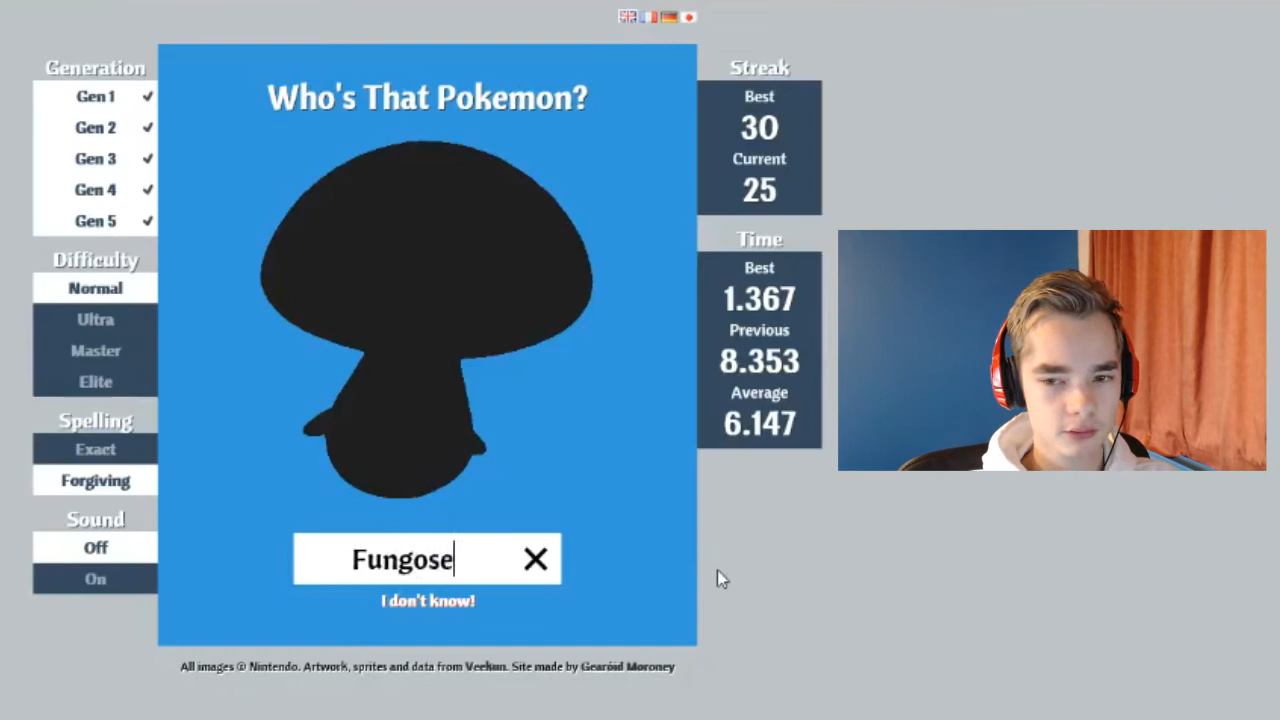 Generation
Gen 1
Gen 2
Gen 3
Gen 4
Gen 5
Difficulty
Normal
Ultra
Master
Elite
Spelling
Exact
Forgiving
Sound
Off
On
Who's That Pokemon?
Fungose
I don't know!
Streak
Best
30
Current
25
Time
Best
1.367
Previous
8.353
Average
6.147
All images © Nintendo. Artwork, sprites and data from Veekun. Site made by Gearóid Moroney